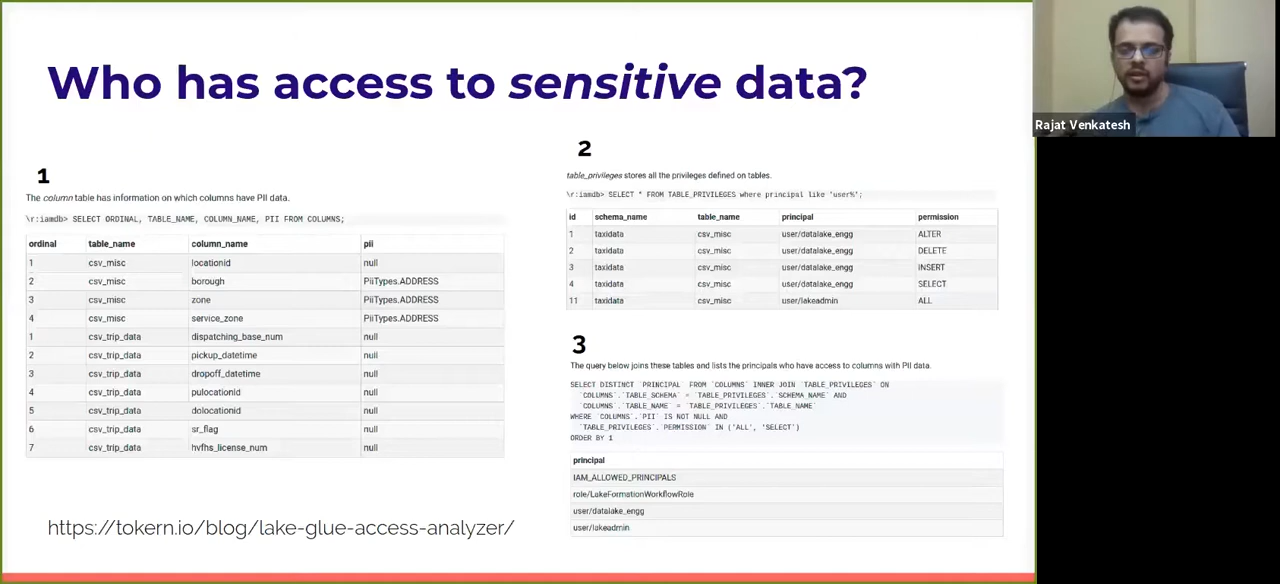 Who has access to sensitive data?
1
The column table has information on which columns have PII data.
\r:iamdb> SELECT ORDINAL, TABLE_NAME, COLUMN_NAME, PII FROM COLUMNS;
ordinal table_name column_name pii
1 csv_misc locationid null
2 csv_misc borough PiiTypes.ADDRESS
3 csv_misc zone PiiTypes.ADDRESS
4 csv_misc service_zone PiiTypes.ADDRESS
1 csv_trip_data dispatching_base_num null
2 csv_trip_data pickup_datetime null
3 csv_trip_data dropoff_datetime null
4 csv_trip_data pulocationid null
5 csv_trip_data dolocationid null
6 csv_trip_data sr_flag null
7 csv_trip_data hvfhs_license_num null
https://tokern.io/blog/lake-glue-access-analyzer/
2
table_privileges stores all the privileges defined on tables.
\r:iamdb> SELECT * FROM TABLE_PRIVILEGES where principal like 'user%';
id schema_name table_name principal permission
1 taxidata csv_misc user/datalake_engg ALTER
2 taxidata csv_misc user/datalake_engg DELETE
3 taxidata csv_misc user/datalake_engg INSERT
4 taxidata csv_misc user/datalake_engg SELECT
11 taxidata csv_misc user/lakeadmin ALL
3
The query below joins these tables and lists the principals who have access to columns with PII data.
SELECT DISTINCT `PRINCIPAL` FROM `COLUMNS` INNER JOIN `TABLE_PRIVILEGES` ON
`COLUMNS`.`TABLE_SCHEMA` = `TABLE_PRIVILEGES`.`SCHEMA_NAME` AND
`COLUMNS`.`TABLE_NAME` = `TABLE_PRIVILEGES`.`TABLE_NAME`
WHERE `COLUMNS`.`PII` IS NOT NULL AND
`TABLE_PRIVILEGES`.`PERMISSION` IN ('ALL', 'SELECT')
ORDER BY 1
principal
IAM_ALLOWED_PRINCIPALS
role/LakeFormationWorkflowRole
user/datalake_engg
user/lakeadmin
Rajat Venkatesh